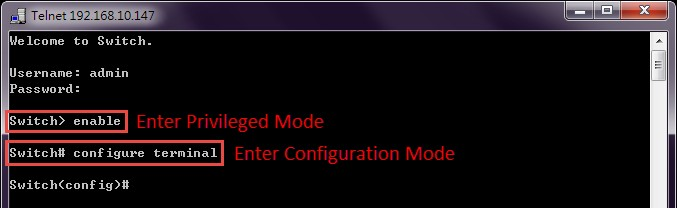 Telnet 192.168.10.147
Welcome to Switch.
Username: admin
Password:
Switch> enable Enter Privileged Mode
Switch# configure terminal Enter Configuration Mode
Switch(config)#